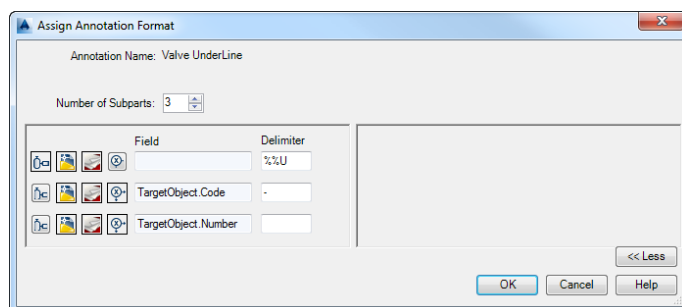 Assign Annotation Format
Annotation Name: Valve UnderLine
Number of Subparts: 3
Field Delimiter
%%U
TargetObject.Code -
TargetObject.Number
<< Less
OK Cancel Help